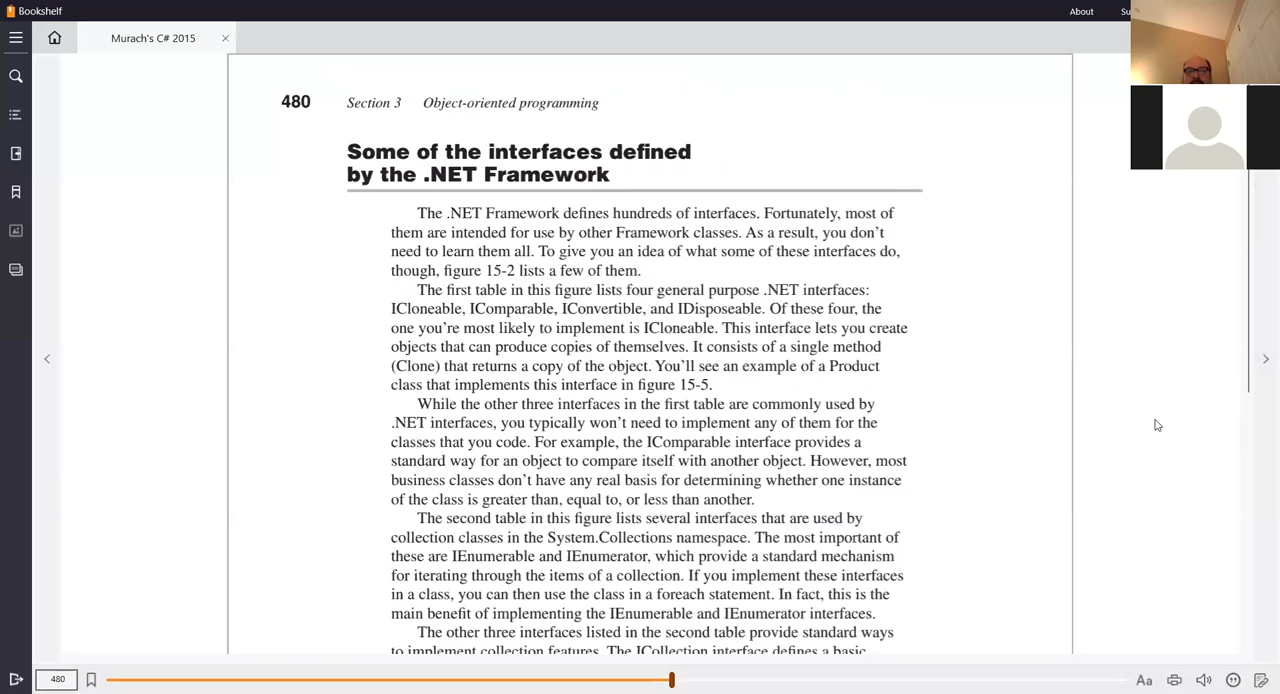 Bookshelf
About
Murach's C# 2015
480 Section 3 Object-oriented programming
Some of the interfaces defined
by the .NET Framework
The .NET Framework defines hundreds of interfaces. Fortunately, most of
them are intended for use by other Framework classes. As a result, you don't
need to learn them all. To give you an idea of what some of these interfaces do,
though, figure 15-2 lists a few of them.
The first table in this figure lists four general purpose .NET interfaces:
ICloneable, IComparable, IConvertible, and IDisposeable. Of these four, the
one you're most likely to implement is ICloneable. This interface lets you create
objects that can produce copies of themselves. It consists of a single method
(Clone) that returns a copy of the object. You'll see an example of a Product
class that implements this interface in figure 15-5.
While the other three interfaces in the first table are commonly used by
.NET interfaces, you typically won't need to implement any of them for the
classes that you code. For example, the IComparable interface provides a
standard way for an object to compare itself with another object. However, most
business classes don't have any real basis for determining whether one instance
of the class is greater than, equal to, or less than another.
The second table in this figure lists several interfaces that are used by
collection classes in the System.Collections namespace. The most important of
these are IEnumerable and IEnumerator, which provide a standard mechanism
for iterating through the items of a collection. If you implement these interfaces
in a class, you can then use the class in a foreach statement. In fact, this is the
main benefit of implementing the IEnumerable and IEnumerator interfaces.
The other three interfaces listed in the second table provide standard ways
to implement collection features. The ICollection interface defines a basic
480
Aa